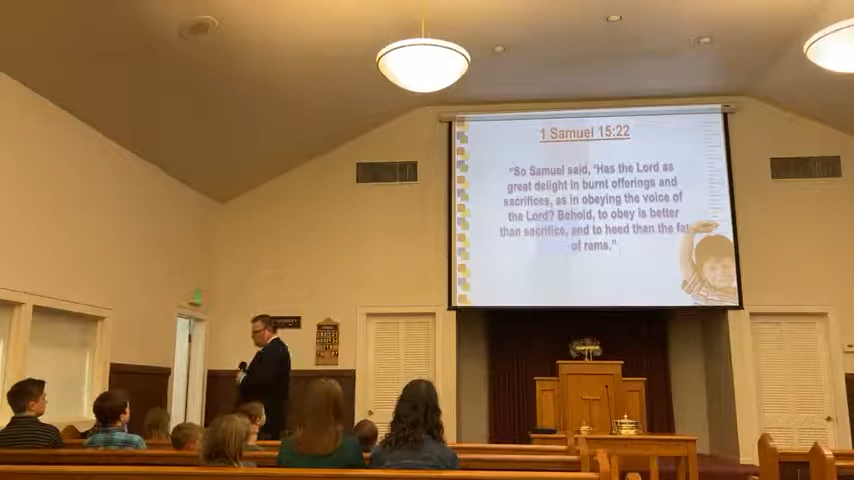 1 Samuel 15:22
"So Samuel said, 'Has the Lord as
great delight in burnt offerings and
sacrifices, as in obeying the voice of
the Lord? Behold, to obey is better
than sacrifice, and to heed than the fat
of rams."